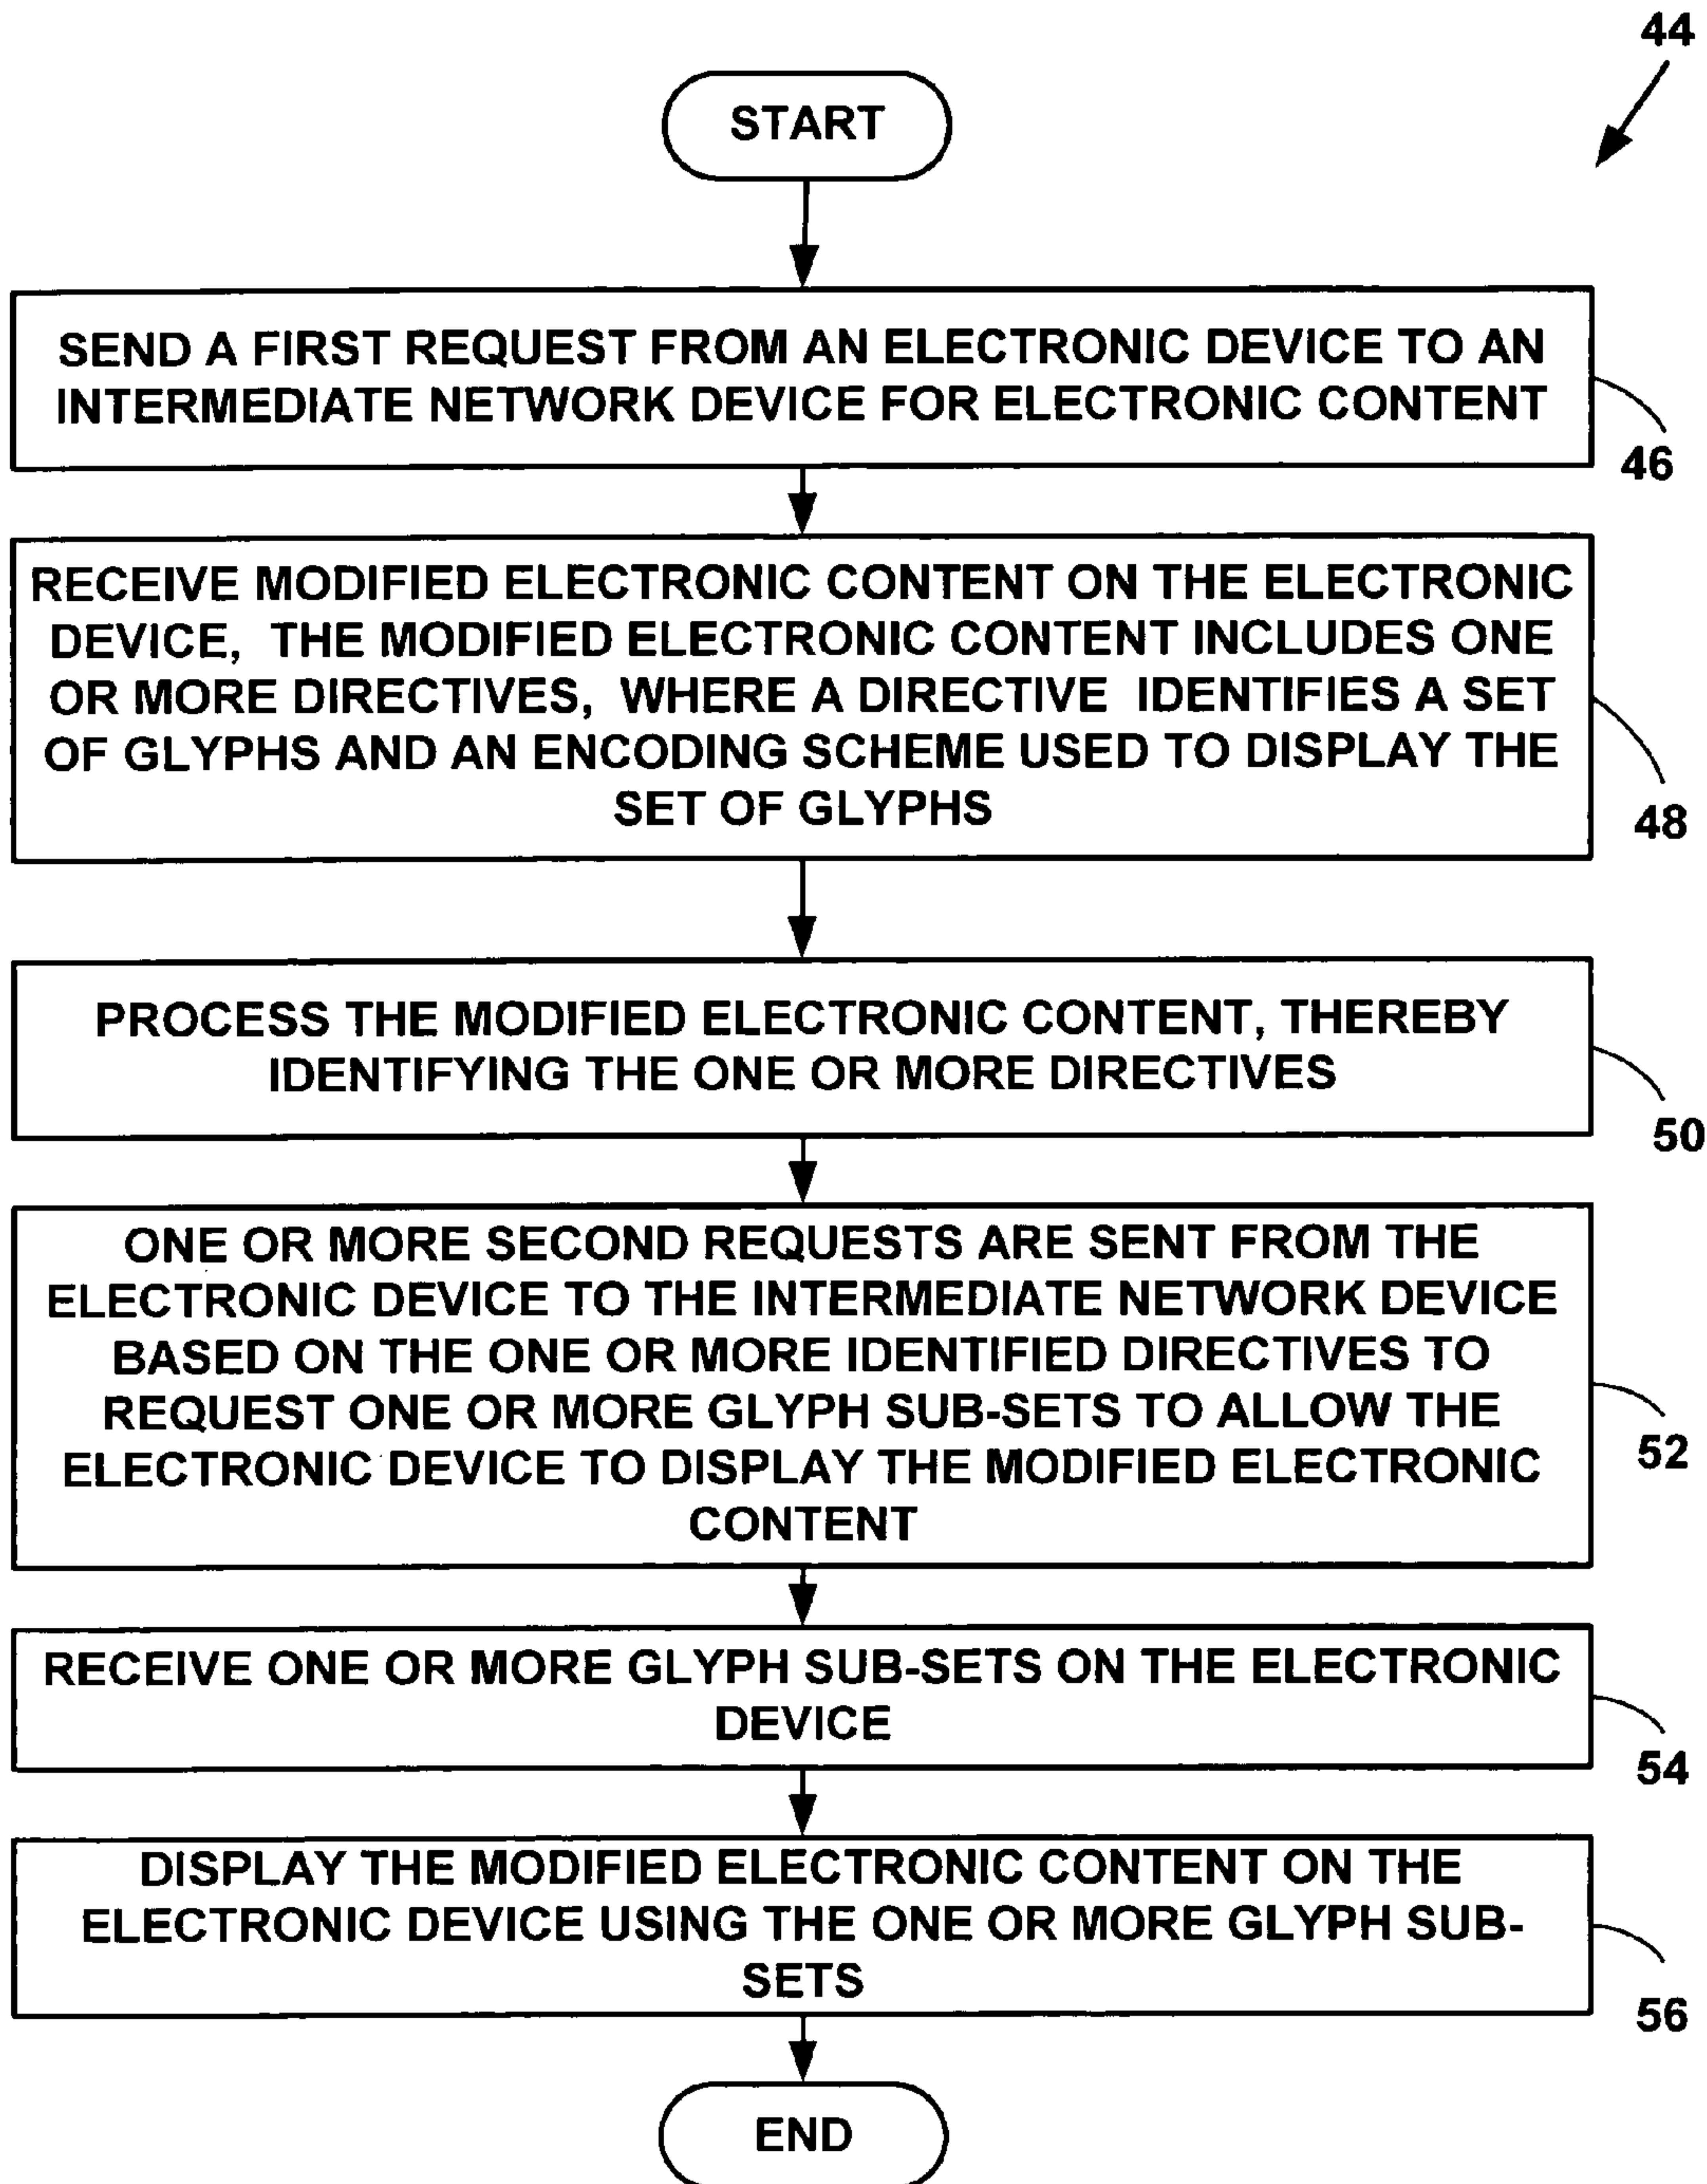 44
START
SEND A FIRST REQUEST FROM AN ELECTRONIC DEVICE TO AN
INTERMEDIATE NETWORK DEVICE FOR ELECTRONIC CONTENT
46
RECEIVE MODIFIED ELECTRONIC CONTENT ON THE ELECTRONIC
DEVICE, THE MODIFIED ELECTRONIC CONTENT INCLUDES ONE
OR MORE DIRECTIVES, WHERE A DIRECTIVE IDENTIFIES A SET
OF GLYPHS AND AN ENCODING SCHEME USED TO DISPLAY THE
SET OF GLYPHS
48
PROCESS THE MODIFIED ELECTRONIC CONTENT, THEREBY
IDENTIFYING THE ONE OR MORE DIRECTIVES
50
ONE OR MORE SECOND REQUESTS ARE SENT FROM THE
ELECTRONIC DEVICE TO THE INTERMEDIATE NETWORK DEVICE
BASED ON THE ONE OR MORE IDENTIFIED DIRECTIVES TO
REQUEST ONE OR MORE GLYPH SUB-SETS TO ALLOW THE
ELECTRONIC DEVICE TO DISPLAY THE MODIFIED ELECTRONIC
CONTENT
52
RECEIVE ONE OR MORE GLYPH SUB-SETS ON THE ELECTRONIC
DEVICE
54
DISPLAY THE MODIFIED ELECTRONIC CONTENT ON THE
ELECTRONIC DEVICE USING THE ONE OR MORE GLYPH SUB-
SETS
56
END